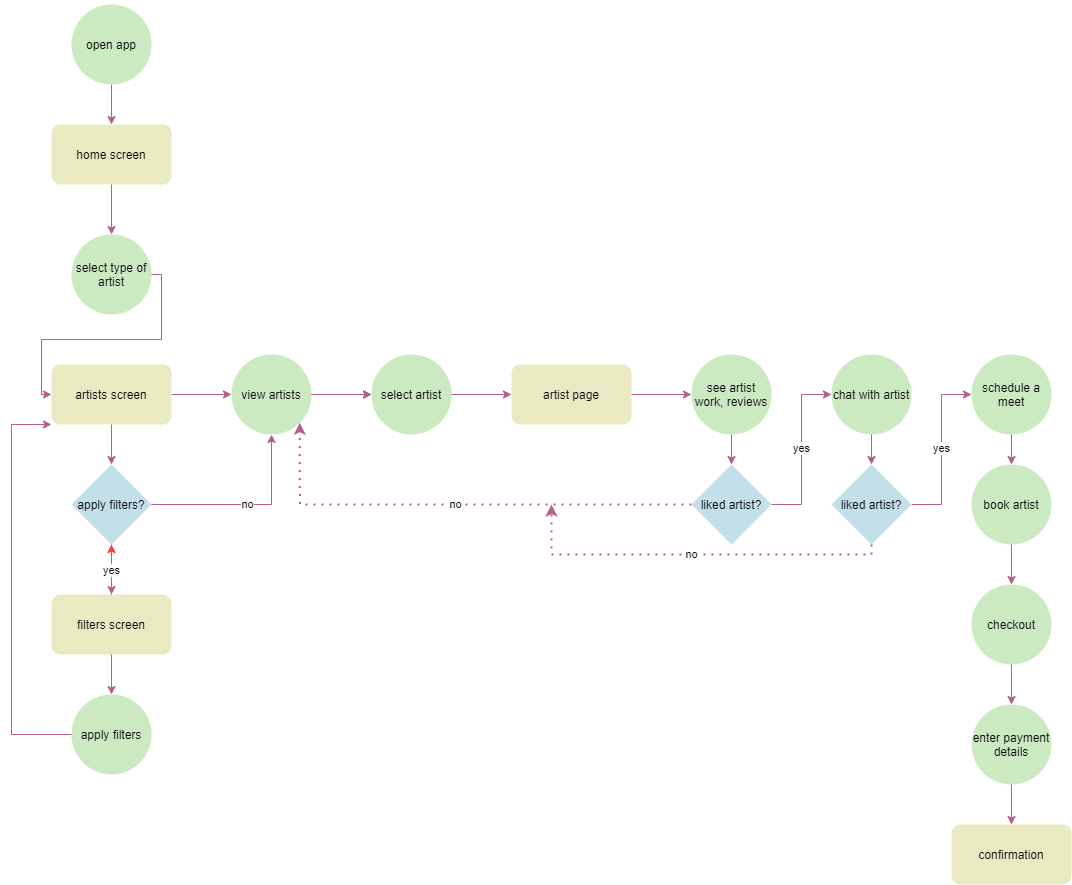 open app
home screen
select type of
artist
artists screen
view artists
select artist
artist page
see artist
work, reviews
chat with artist
schedule a
meet
yes
yes
apply filters?
no
no
liked artist?
liked artist?
book artist
no
yes
filters screen
checkout
apply filters
enter payment
details
confirmation